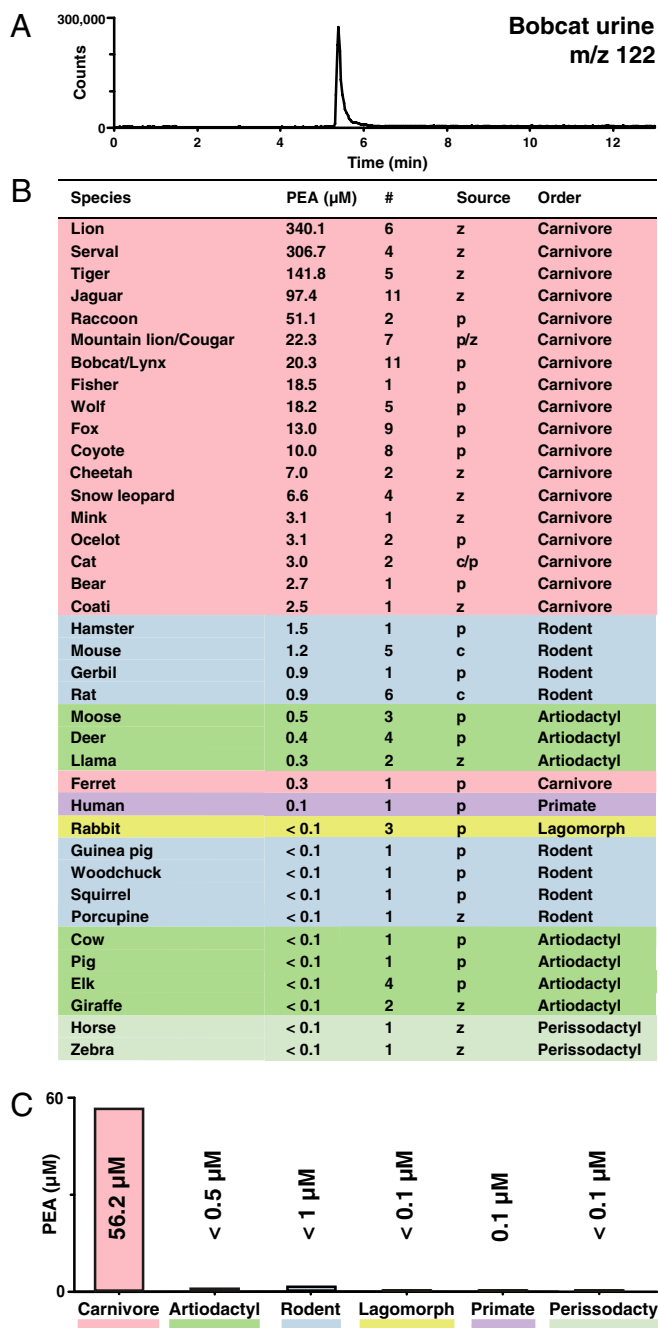 A
300,000
Bobcat urine
m/z 122
Counts
0
0 2 4 6 8 10 12
Time (min)
B
Species PEA (µM) # Source Order
Lion 340.1 6 z Carnivore
Serval 306.7 4 z Carnivore
Tiger 141.8 5 z Carnivore
Jaguar 97.4 11 z Carnivore
Raccoon 51.1 2 p Carnivore
Mountain lion/Cougar 22.3 7 p/z Carnivore
Bobcat/Lynx 20.3 11 p Carnivore
Fisher 18.5 1 p Carnivore
Wolf 18.2 5 p Carnivore
Fox 13.0 9 p Carnivore
Coyote 10.0 8 p Carnivore
Cheetah 7.0 2 z Carnivore
Snow leopard 6.6 4 z Carnivore
Mink 3.1 1 z Carnivore
Ocelot 3.1 2 p Carnivore
Cat 3.0 2 c/p Carnivore
Bear 2.7 1 p Carnivore
Coati 2.5 1 z Carnivore
Hamster 1.5 1 p Rodent
Mouse 1.2 5 c Rodent
Gerbil 0.9 1 p Rodent
Rat 0.9 6 c Rodent
Moose 0.5 3 p Artiodactyl
Deer 0.4 4 p Artiodactyl
Llama 0.3 2 z Artiodactyl
Ferret 0.3 1 p Carnivore
Human 0.1 1 p Primate
Rabbit < 0.1 3 p Lagomorph
Guinea pig < 0.1 1 p Rodent
Woodchuck < 0.1 1 p Rodent
Squirrel < 0.1 1 p Rodent
Porcupine < 0.1 1 z Rodent
Cow < 0.1 1 p Artiodactyl
Pig < 0.1 1 p Artiodactyl
Elk < 0.1 4 p Artiodactyl
Giraffe < 0.1 2 z Artiodactyl
Horse < 0.1 1 z Perissodactyl
Zebra < 0.1 1 z Perissodactyl
C
60
PEA (µM)
0
56.2 µM
< 0.5 µM
< 1 µM
< 0.1 µM
0.1 µM
< 0.1 µM
Carnivore Artiodactyl Rodent Lagomorph Primate Perissodacty